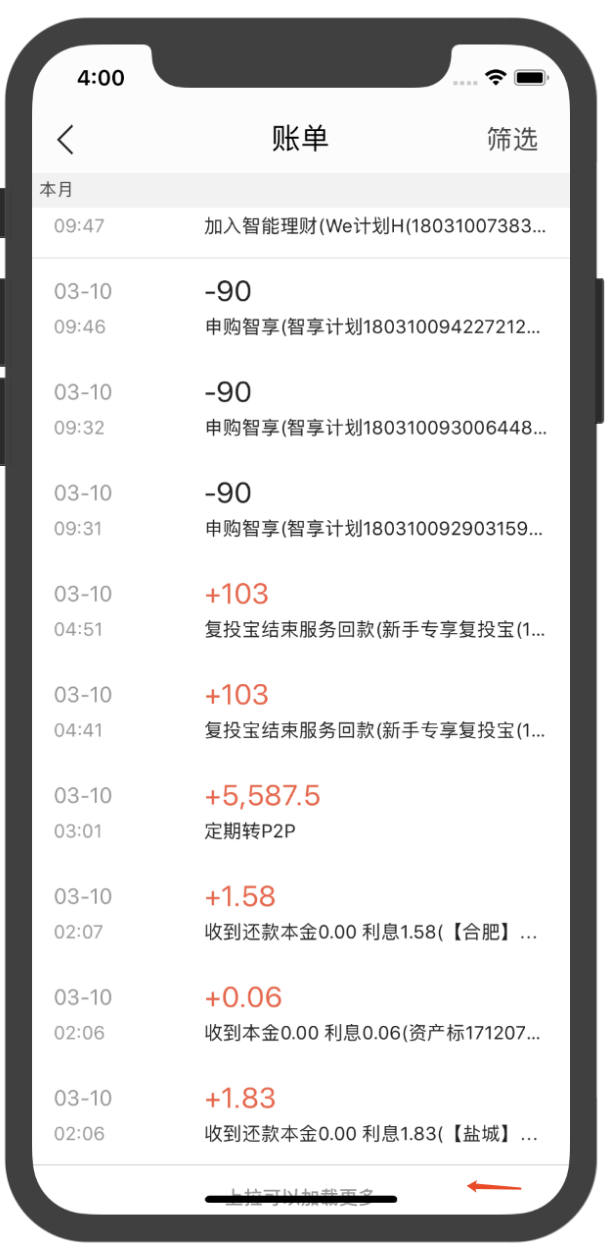 4:00
账单
筛选
本月
09:47
加入智能理财(We计划H(18031007383...
03-10
-90
09:46
申购智享(智享计划180310094227212...
03-10
-90
09:32
申购智享(智享计划180310093006448...
03-10
-90
09:31
申购智享(智享计划180310092903159...
03-10
+103
04:51
复投宝结束服务回款(新手专享复投宝(1...
03-10
+103
04:41
复投宝结束服务回款(新手专享复投宝(1...
03-10
+5,587.5
03:01
定期转P2P
03-10
+1.58
02:07
收到还款本金0.00 利息1.58(【合肥】...
03-10
+0.06
02:06
收到本金0.00 利息0.06(资产标171207...
03-10
+1.83
02:06
收到还款本金0.00 利息1.83(【盐城】...
上拉可以加载更多